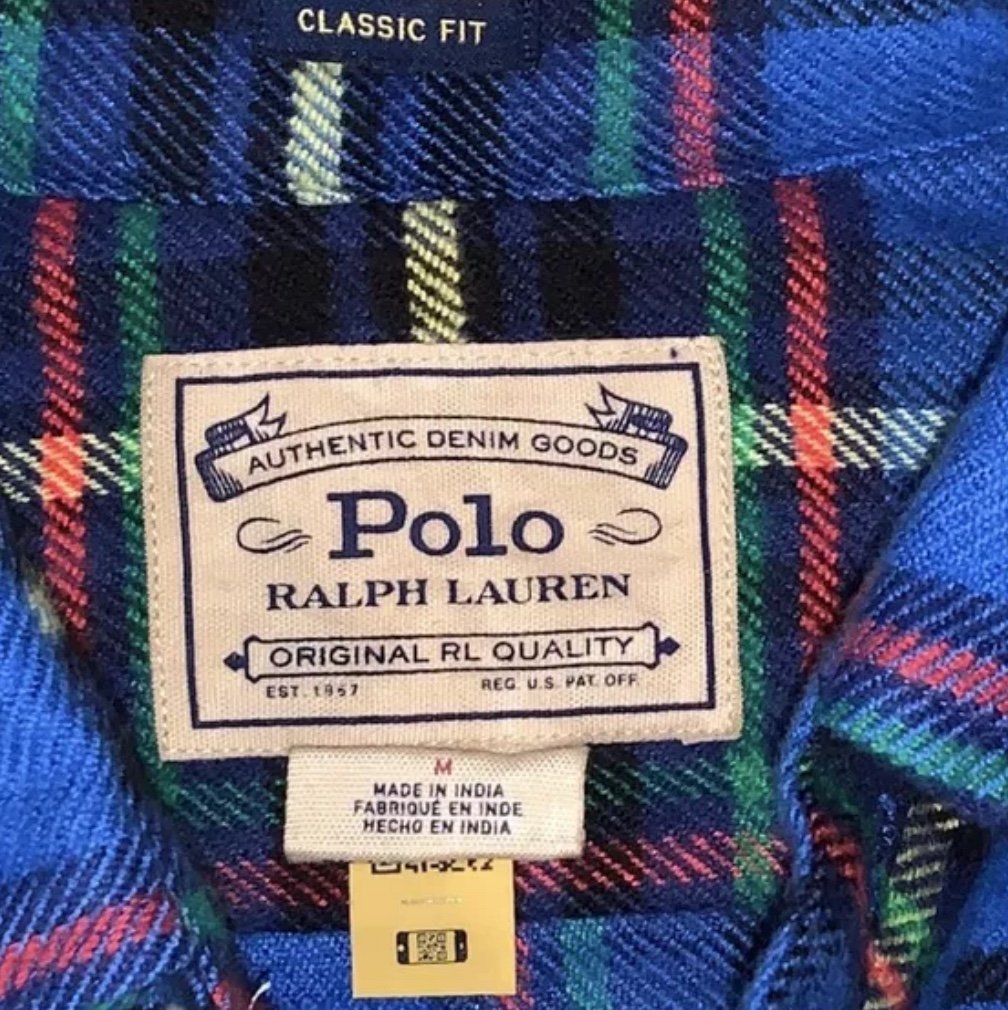 CLASSIC FIT
AUTHENTIC DENIM GOODS
Polo
RALPH LAUREN
ORIGINAL RL QUALITY
EST. 1967
REG. U.S. PAT. OFF.
M
MADE IN INDIA
FABRIQUÉ EN INDE
HECHO EN INDIA